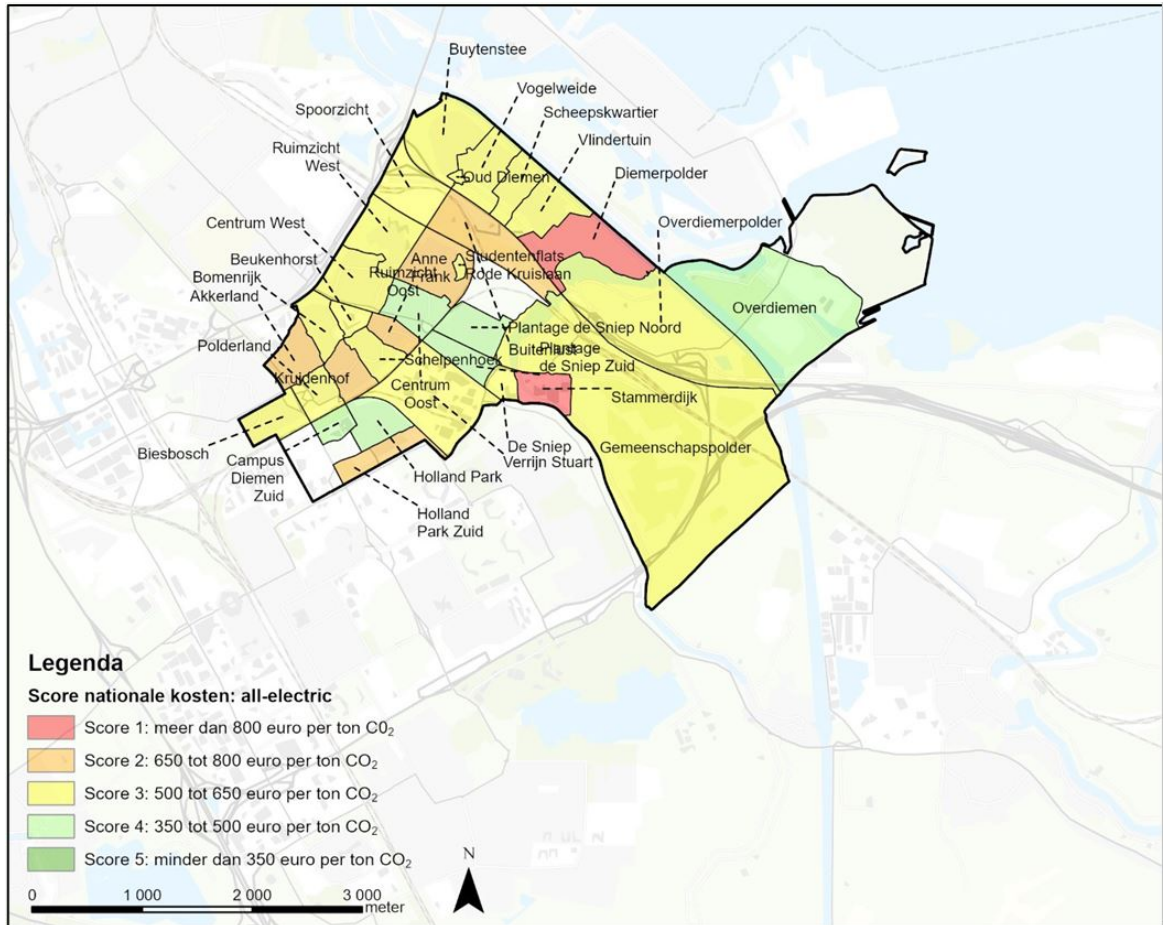 Buytenstee
Vogelweide
Spoorzicht
Scheepskwartier
Vlindertuin
Ruimzicht
West
Oud Diemen
Diemerpolder
Centrum West
Overdiemerpolder
Beukenhorst
Anne
Frank
Studentenflats
Rode Kruislaan
Bomenrijk
Ruimzicht
Oost
Akkerland
Overdiemen
Plantage de Sniep Noord
Polderland
Buitenlust
Plantage
de Sniep Zuid
Schelpenhoek
Kruidenhof
Centrum
Oost
Stammerdijk
Biesbosch
De Sniep
Gemeenschapspolder
Campus
Diemen
Zuid
Verrijn Stuart
Holland Park
Holland
Park Zuid
Legenda
Score nationale kosten: all-electric
Score 1: meer dan 800 euro per ton C0₂
Score 2: 650 tot 800 euro per ton CO₂
Score 3: 500 tot 650 euro per ton CO₂
Score 4: 350 tot 500 euro per ton CO₂
Score 5: minder dan 350 euro per ton CO₂
N
0 1 000 2 000 3 000
meter